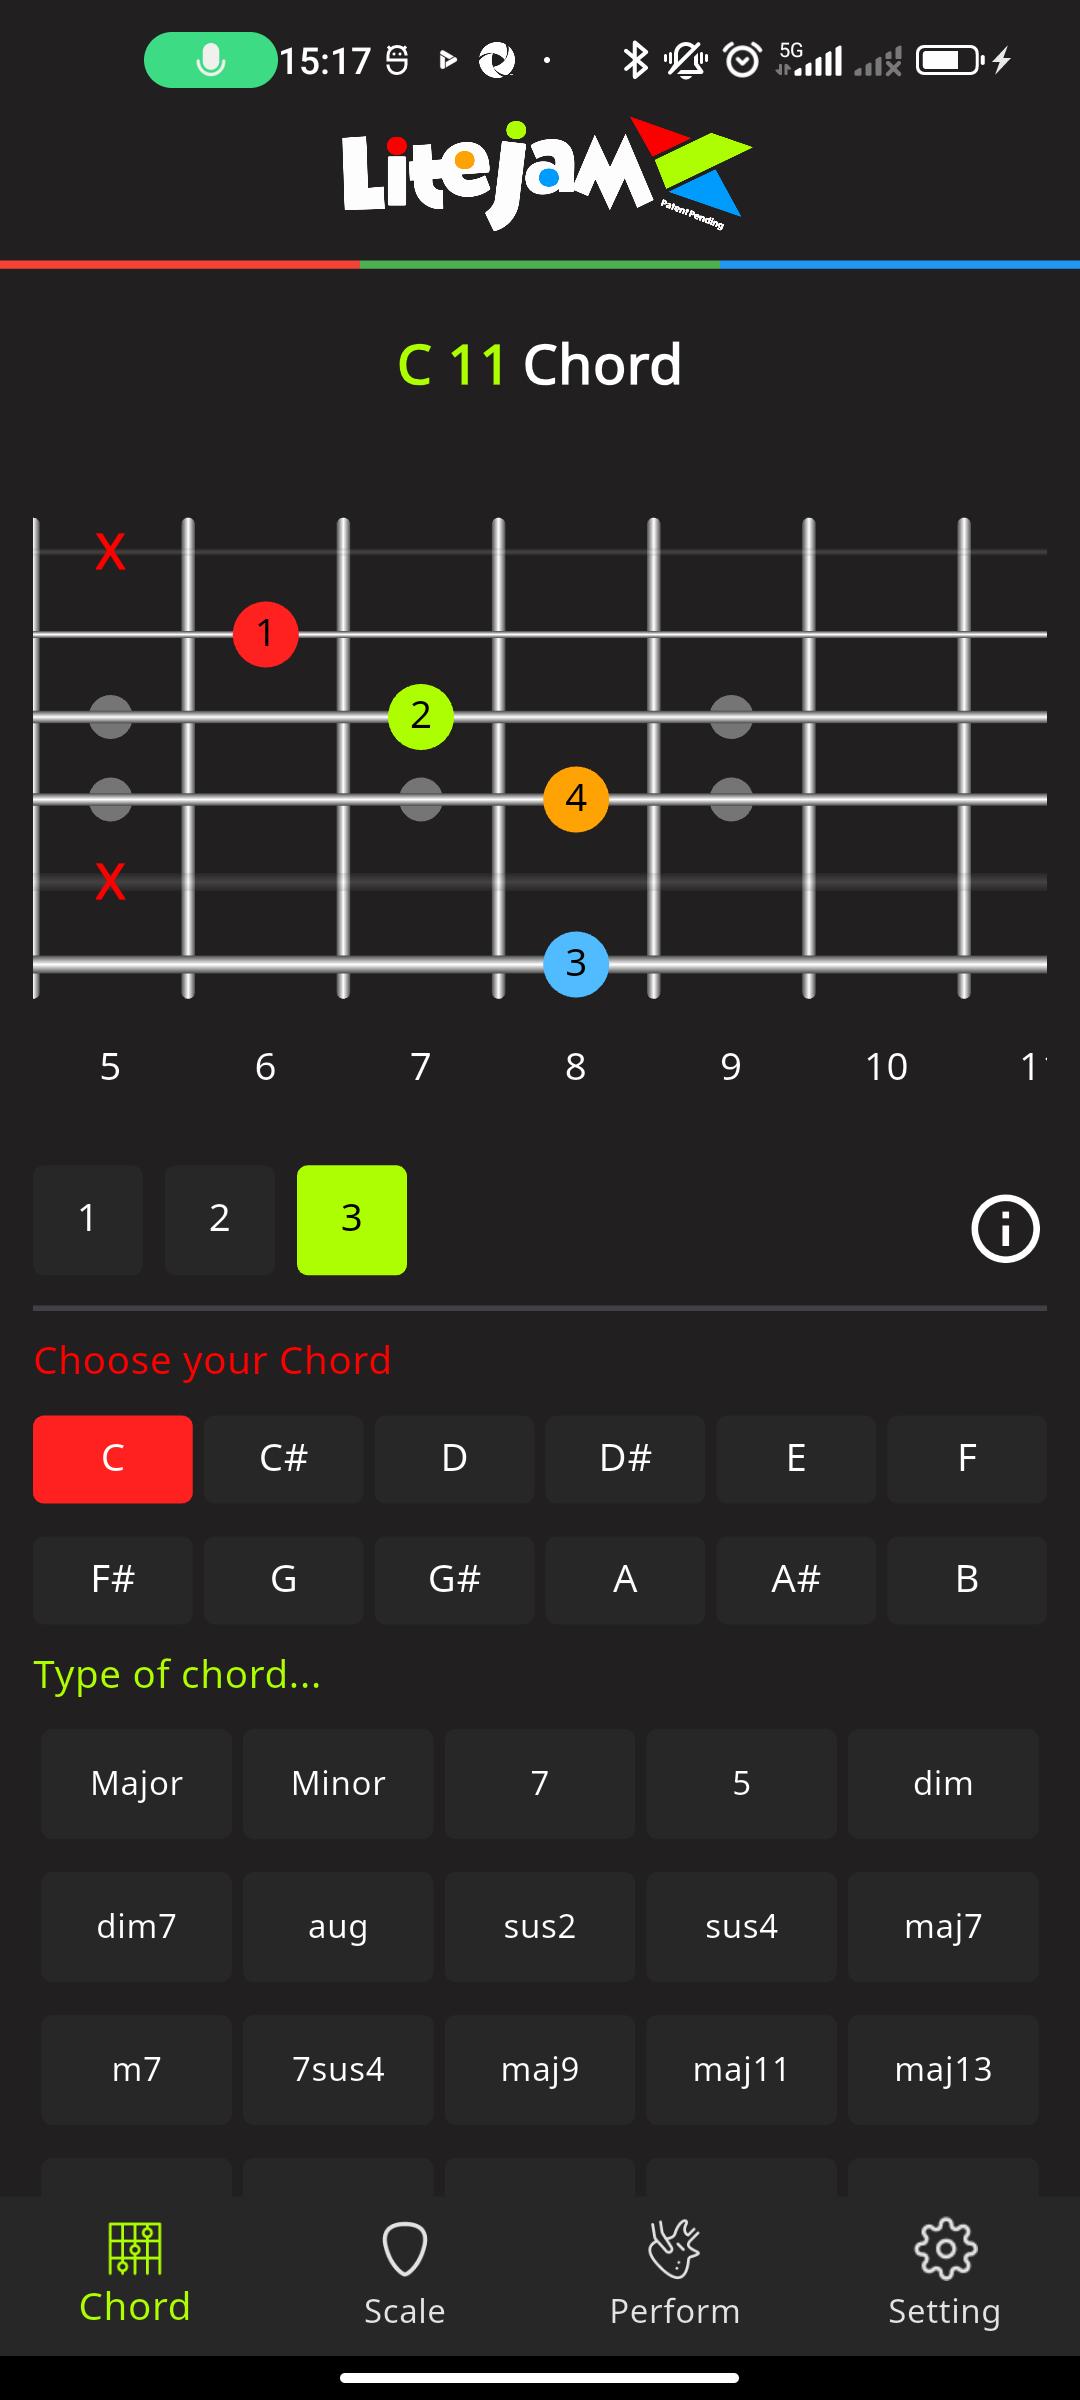 15:17 5G
Litejam
Patent Pending
C 11 Chord
X
1
2
4
X
3
5 6 7 8 9 10
1 2 3
Choose your Chord
C C# D D# E F
F# G G# A A# B
Type of chord...
Major Minor 7 5 dim
dim7 aug sus2 sus4 maj7
m7 7sus4 maj9 maj11 maj13
Chord Scale Perform Setting